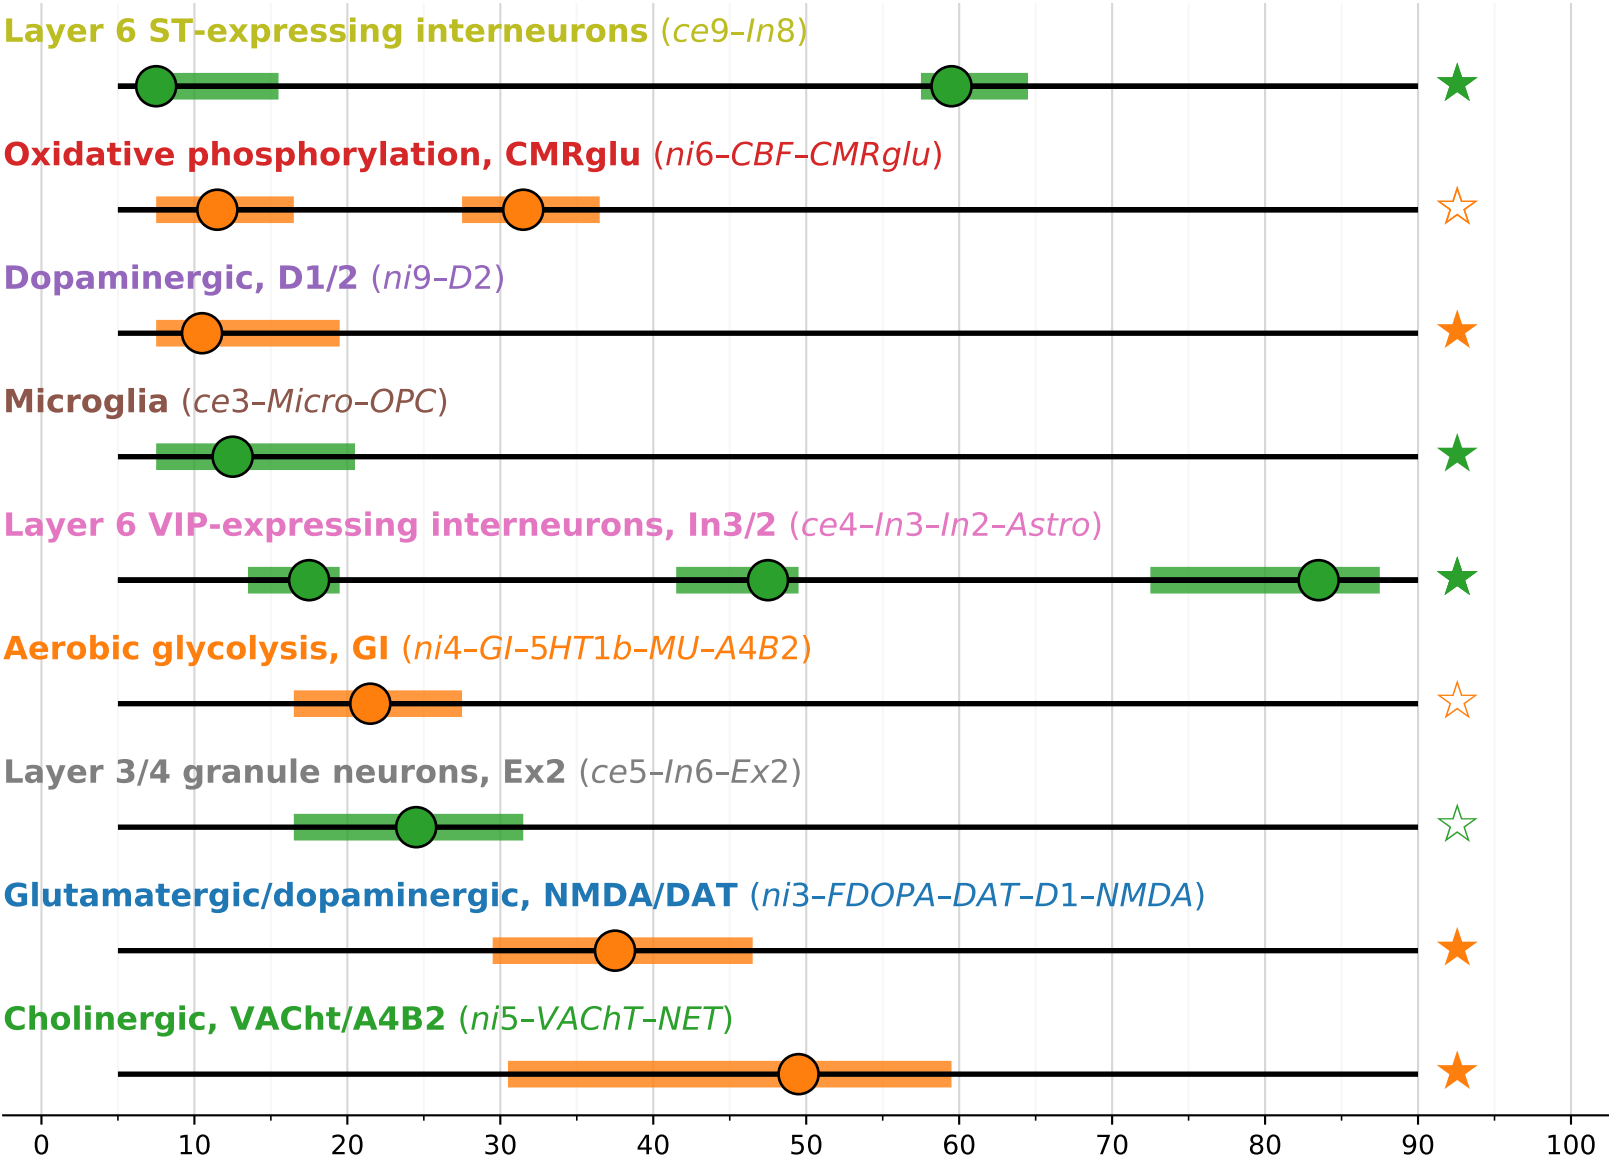 Layer 6 ST-expressing interneurons (ce9–In8)
Oxidative phosphorylation, CMRglu (ni6–CBF–CMRglu)
Dopaminergic, D1/2 (ni9–D2)
Microglia (ce3–Micro–OPC)
Layer 6 VIP-expressing interneurons, In3/2 (ce4–In3–In2–Astro)
Aerobic glycolysis, GI (ni4–GI–5HT1b–MU–A4B2)
Layer 3/4 granule neurons, Ex2 (ce5–In6–Ex2)
Glutamatergic/dopaminergic, NMDA/DAT (ni3–FDOPA–DAT–D1–NMDA)
Cholinergic, VACht/A4B2 (ni5–VAChT–NET)
0 10 20 30 40 50 60 70 80 90 100